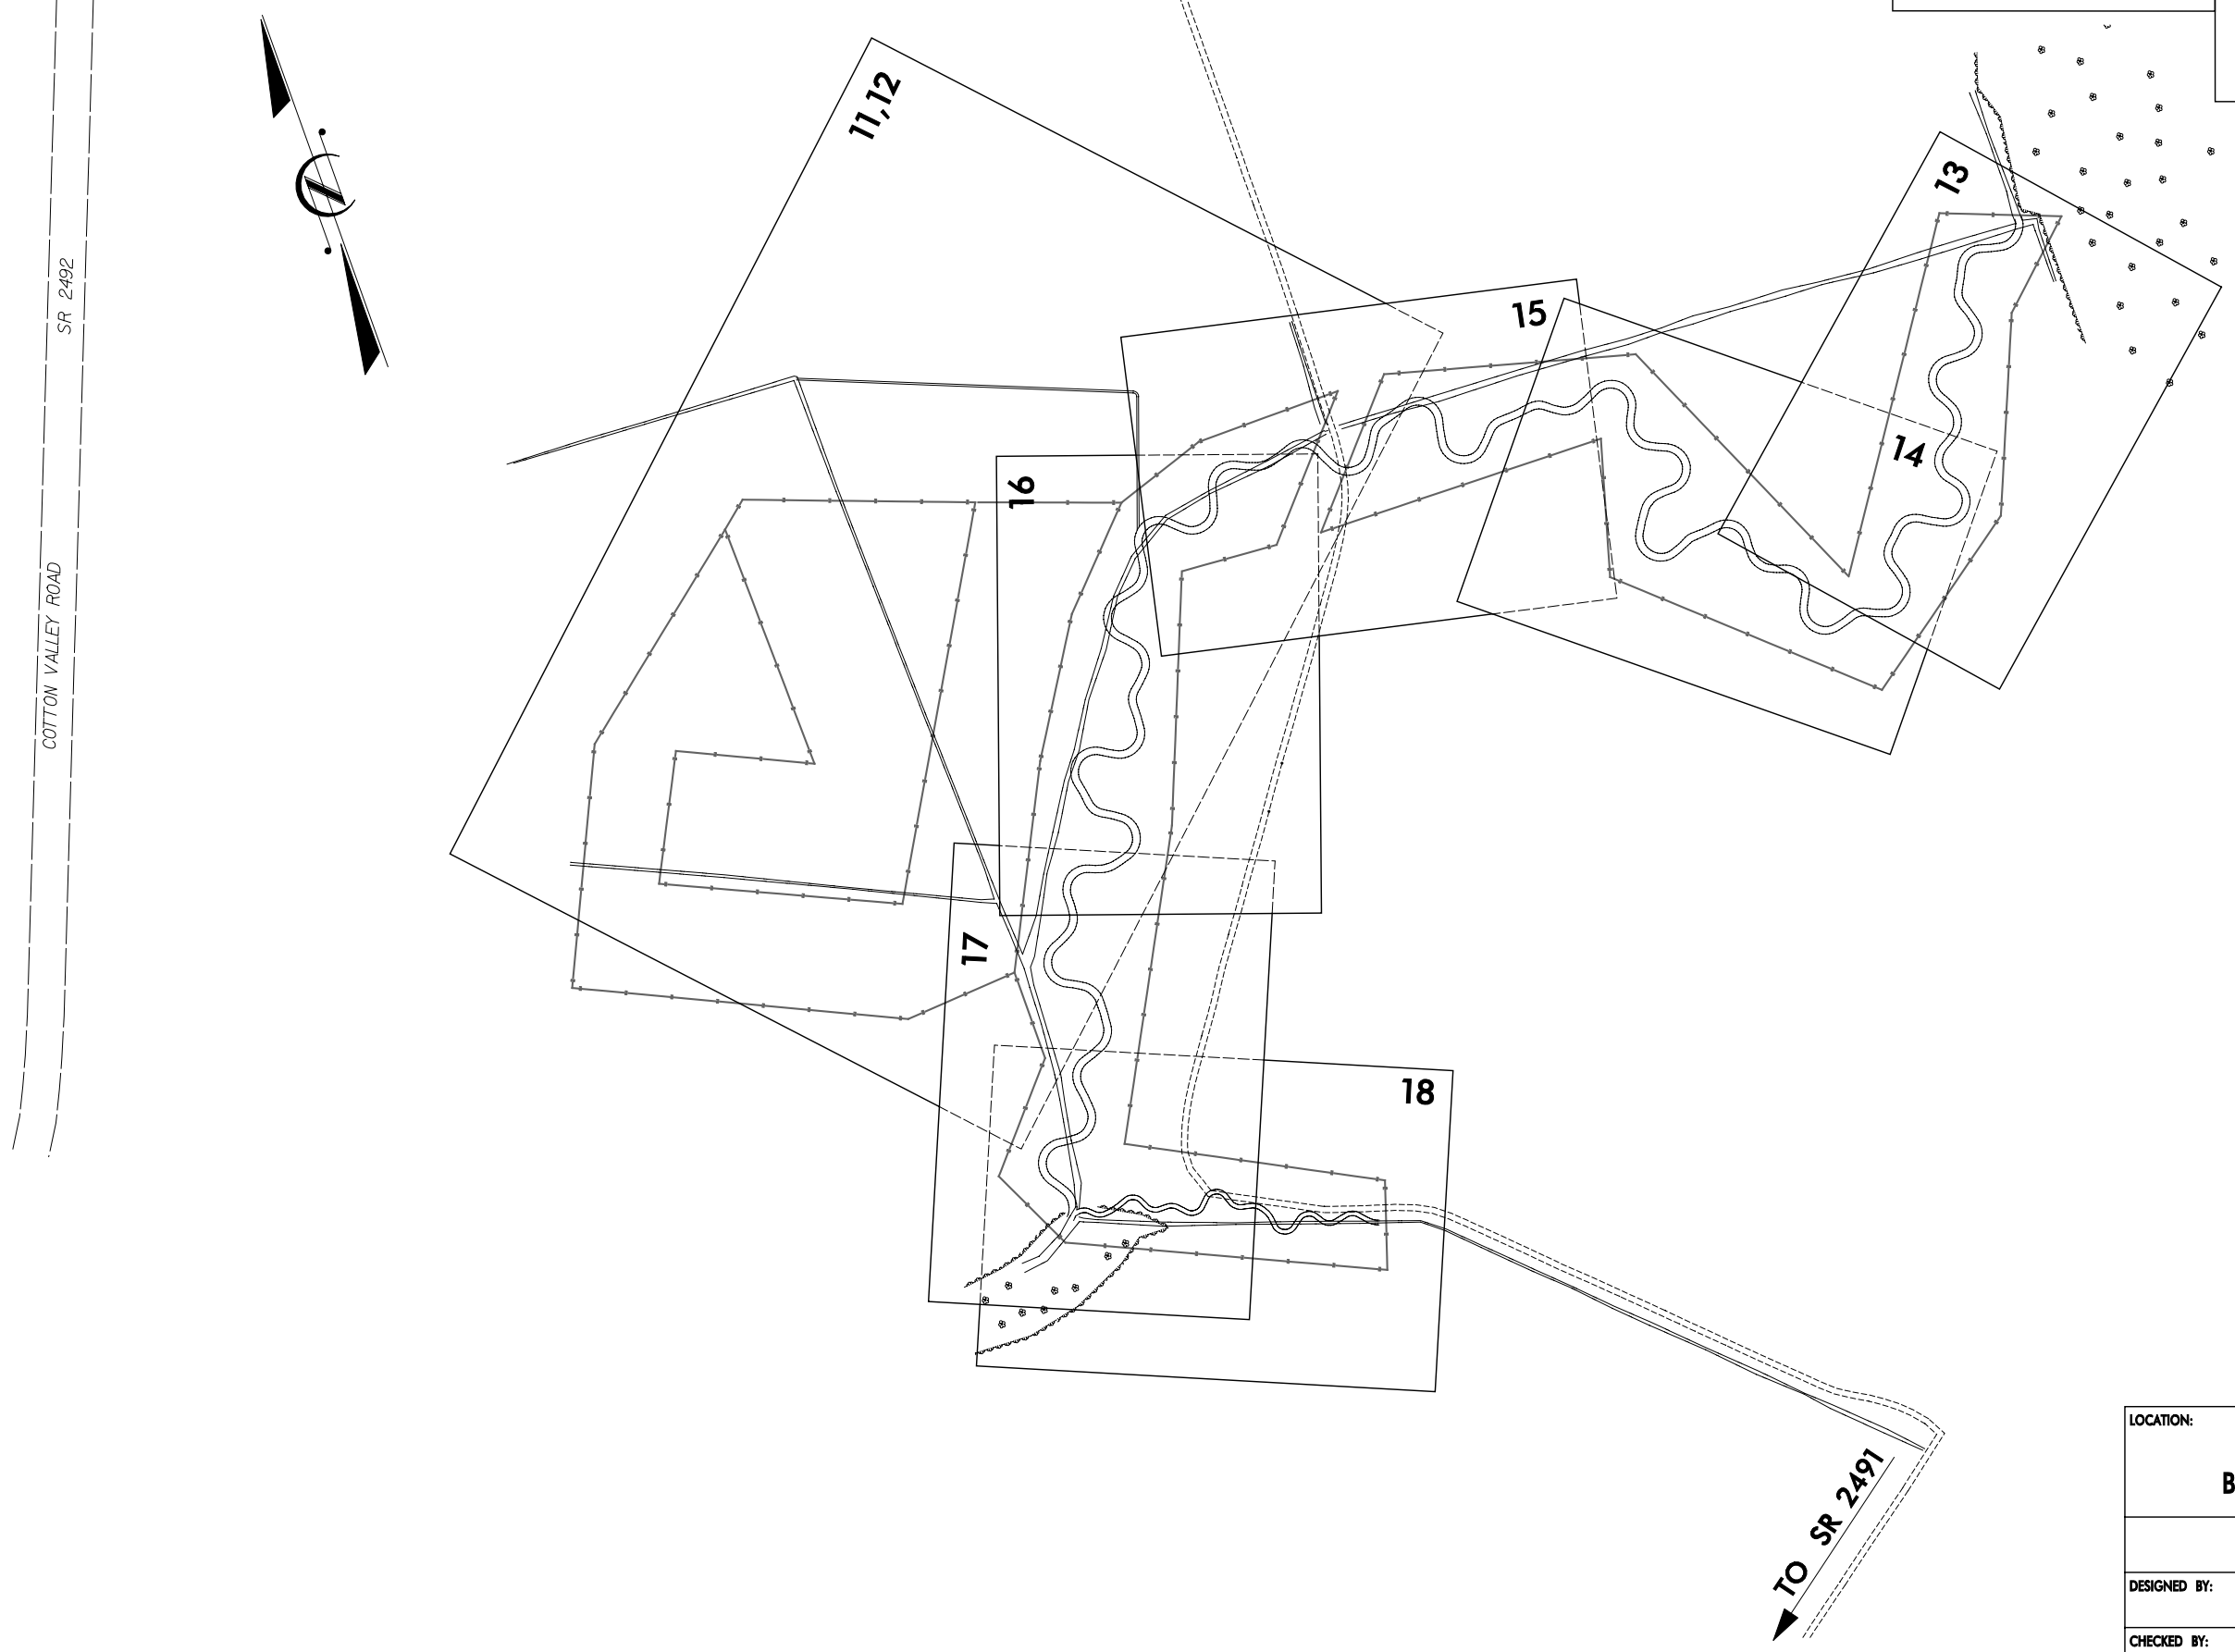 11,12
13
SR 2492
15
14
16
COTTON VALLEY ROAD
17
18
LOCATION:
TO SR 2491
B
DESIGNED BY:
CHECKED BY:
N